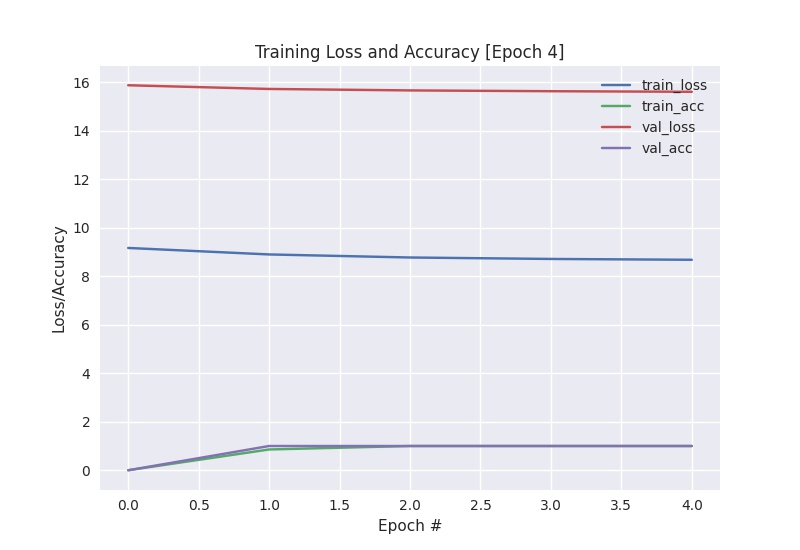 Training Loss and Accuracy [Epoch 4]
train_loss
train_acc
val_loss
val_acc
16
14
12
10
8
6
4
2
0
Loss/Accuracy
0.0 0.5 1.0 1.5 2.0 2.5 3.0 3.5 4.0
Epoch #